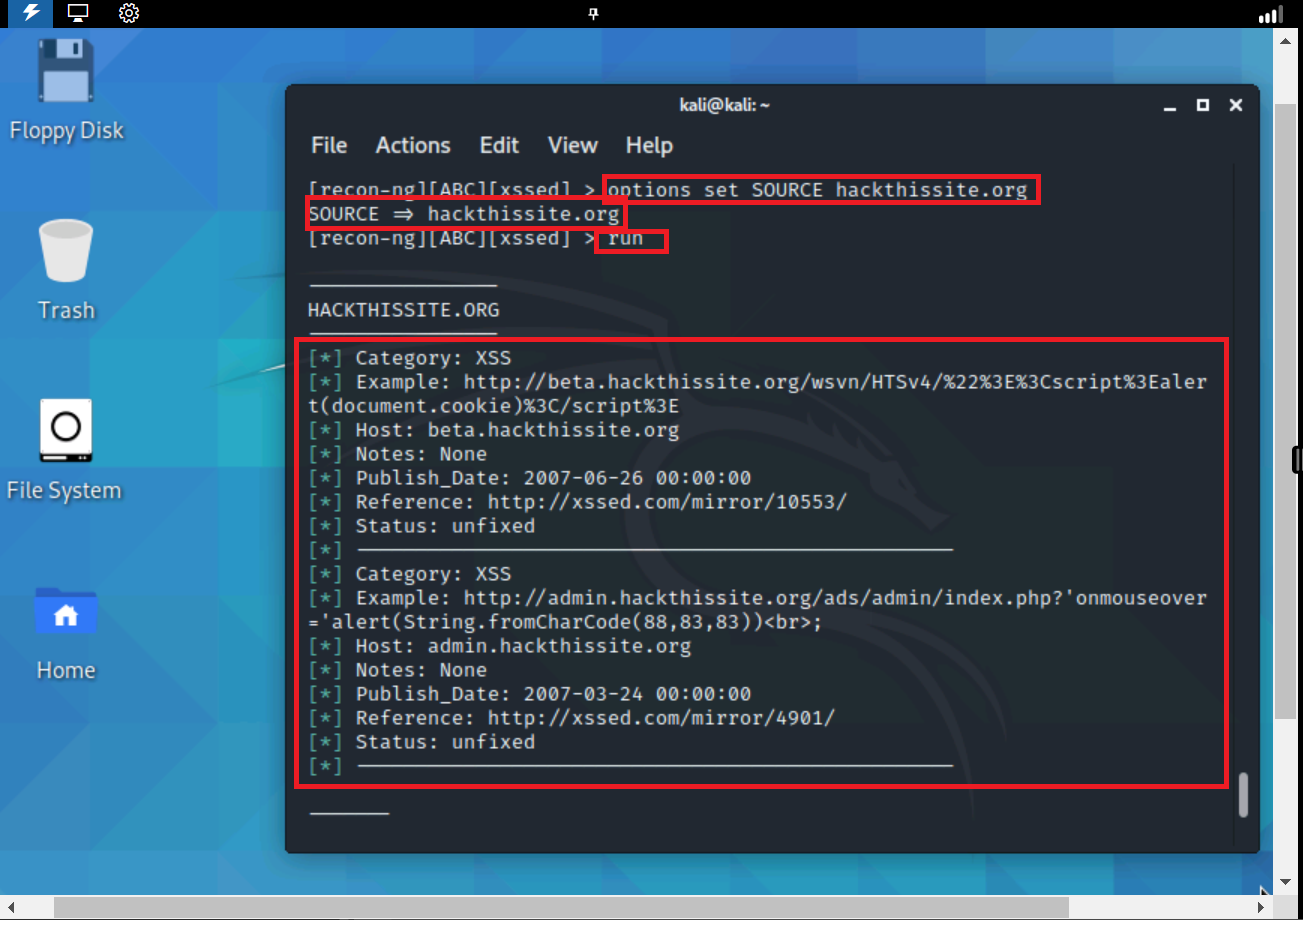 Floppy Disk
Trash
File System
Home
kali@kali: ~
File Actions Edit View Help
[recon-ng][ABC][xssed] > options set SOURCE hackthissite.org
SOURCE ⇒ hackthissite.org
[recon-ng][ABC][xssed] > run
HACKTHISSITE.ORG
[*] Category: XSS
[*] Example: http://beta.hackthissite.org/wsvn/HTSv4/%22%3E%3Cscript%3Ealer
t(document.cookie)%3C/script%3E
[*] Host: beta.hackthissite.org
[*] Notes: None
[*] Publish_Date: 2007-06-26 00:00:00
[*] Reference: http://xssed.com/mirror/10553/
[*] Status: unfixed
[*]
[*] Category: XSS
[*] Example: http://admin.hackthissite.org/ads/admin/index.php?'onmouseover
='alert(String.fromCharCode(88,83,83))<br>;
[*] Host: admin.hackthissite.org
[*] Notes: None
[*] Publish_Date: 2007-03-24 00:00:00
[*] Reference: http://xssed.com/mirror/4901/
[*] Status: unfixed
[*]